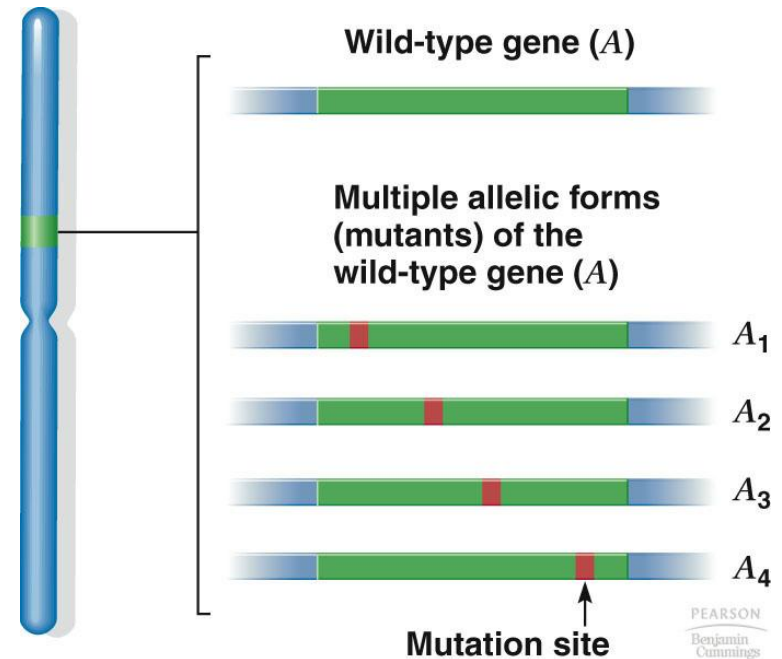 Wild-type gene (A)
Multiple allelic forms
(mutants) of the
wild-type gene (A)
A₁
A₂
A₃
A₄
Mutation site
PEARSON
Benjamin
Cummings